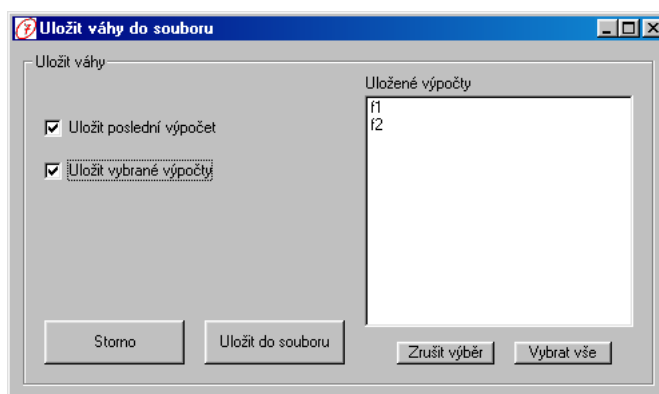 Uložit váhy do souboru
Uložit váhy
Uložené výpočty
f1
f2
Uložit poslední výpočet
Uložit vybrané výpočty
Storno
Uložit do souboru
Zrušit výběr
Vybrat vše